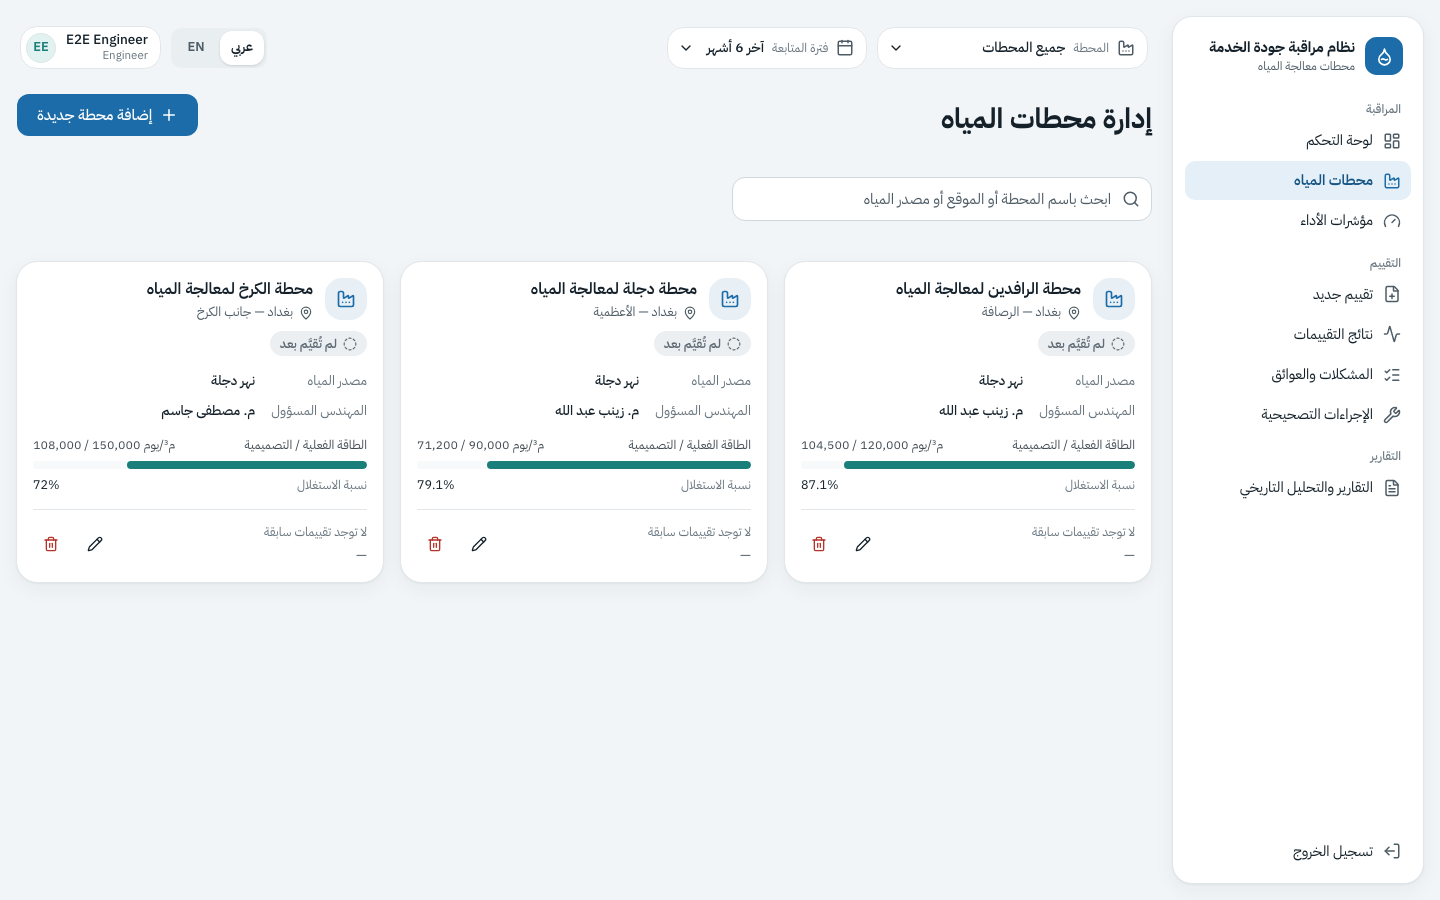 نظام مراقبة جودة الخدمة
محطات معالجة المياه
المراقبة
لوحة التحكم
محطات المياه
مؤشرات الأداء
التقييم
تقييم جديد
نتائج التقييمات
المشكلات والعوائق
الإجراءات التصحيحية
التقارير
التقارير والتحليل التاريخي
تسجيل الخروج
المحطة جميع المحطات
فترة المتابعة آخر 6 أشهر
عربي EN
E2E Engineer
Engineer
EE
إدارة محطات المياه
إضافة محطة جديدة
ابحث باسم المحطة أو الموقع أو مصدر المياه
محطة الرافدين لمعالجة المياه
بغداد — الرصافة
لم تُقيَّم بعد
مصدر المياه نهر دجلة
المهندس المسؤول م. زينب عبد الله
الطاقة الفعلية / التصميمية 104,500 / 120,000 م³/يوم
نسبة الاستغلال 87.1%
لا توجد تقييمات سابقة
—
محطة دجلة لمعالجة المياه
بغداد — الأعظمية
لم تُقيَّم بعد
مصدر المياه نهر دجلة
المهندس المسؤول م. زينب عبد الله
الطاقة الفعلية / التصميمية 71,200 / 90,000 م³/يوم
نسبة الاستغلال 79.1%
لا توجد تقييمات سابقة
—
محطة الكرخ لمعالجة المياه
بغداد — جانب الكرخ
لم تُقيَّم بعد
مصدر المياه نهر دجلة
المهندس المسؤول م. مصطفى جاسم
الطاقة الفعلية / التصميمية 108,000 / 150,000 م³/يوم
نسبة الاستغلال 72%
لا توجد تقييمات سابقة
—